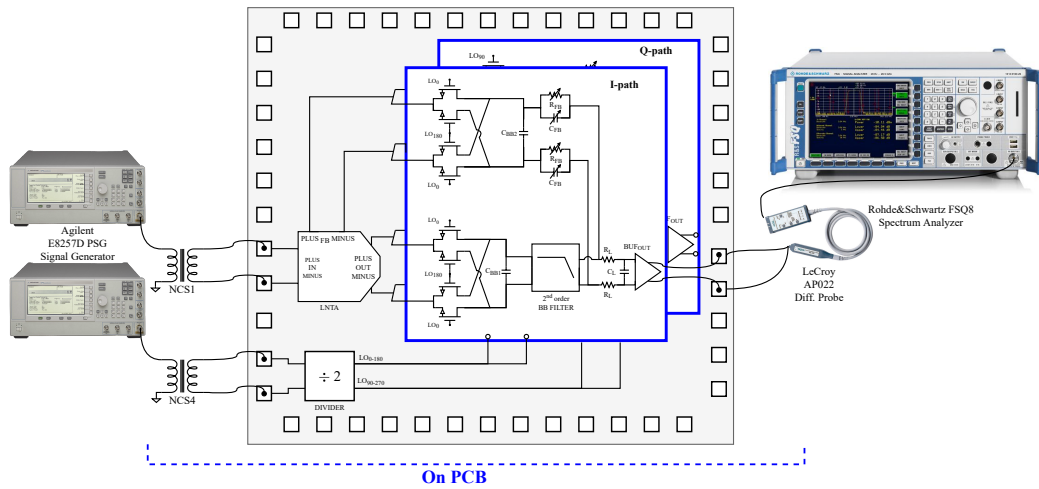 Q-path
LO90
I-path
LO0
RFB
CFB
LO180
CBB2
LO0
RFB
CFB
ROHDE&SCHWARZ
Agilent
E8257D PSG
Signal Generator
NCS1
PLUS FB MINUS
PLUS
IN
MINUS
PLUS
OUT
MINUS
LNTA
LO0
LO180
CBB1
LO0
2nd order
BB FILTER
RL
CL
RL
BUFOUT
FOUT
Rohde&Schwartz FSQ8
Spectrum Analyzer
LeCroy
AP022
Diff. Probe
NCS4
÷ 2
DIVIDER
LO0-180
LO90-270
On PCB